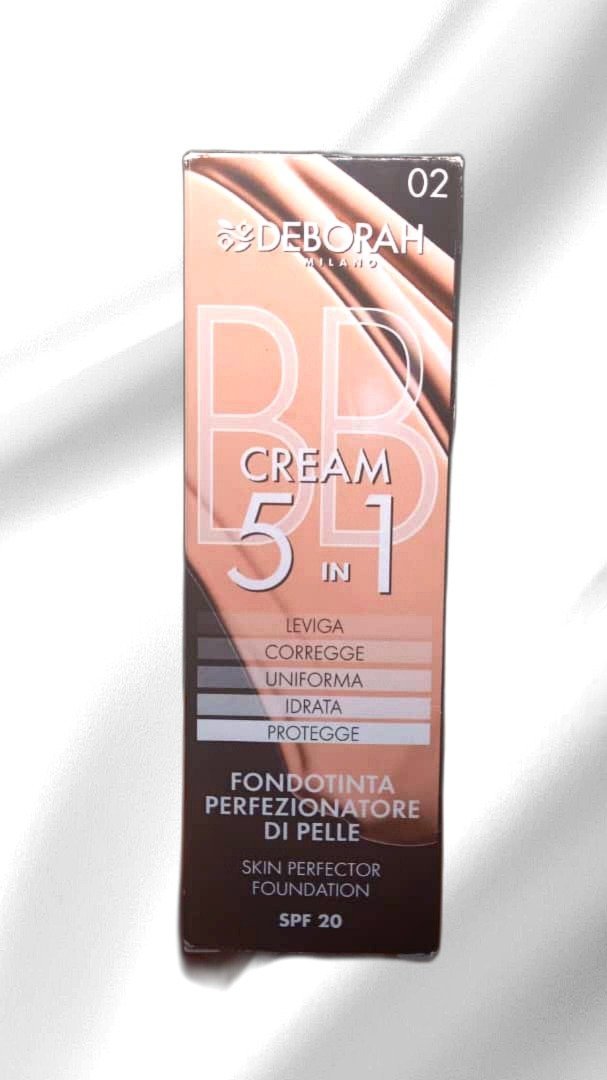 02
DEBORAH
MILANO
BB
CREAM
5 IN 1
LEVIGA
CORREGGE
UNIFORMA
IDRATA
PROTEGGE
FONDOTINTA
PERFEZIONATORE
DI PELLE
SKIN PERFECTOR
FOUNDATION
SPF 20